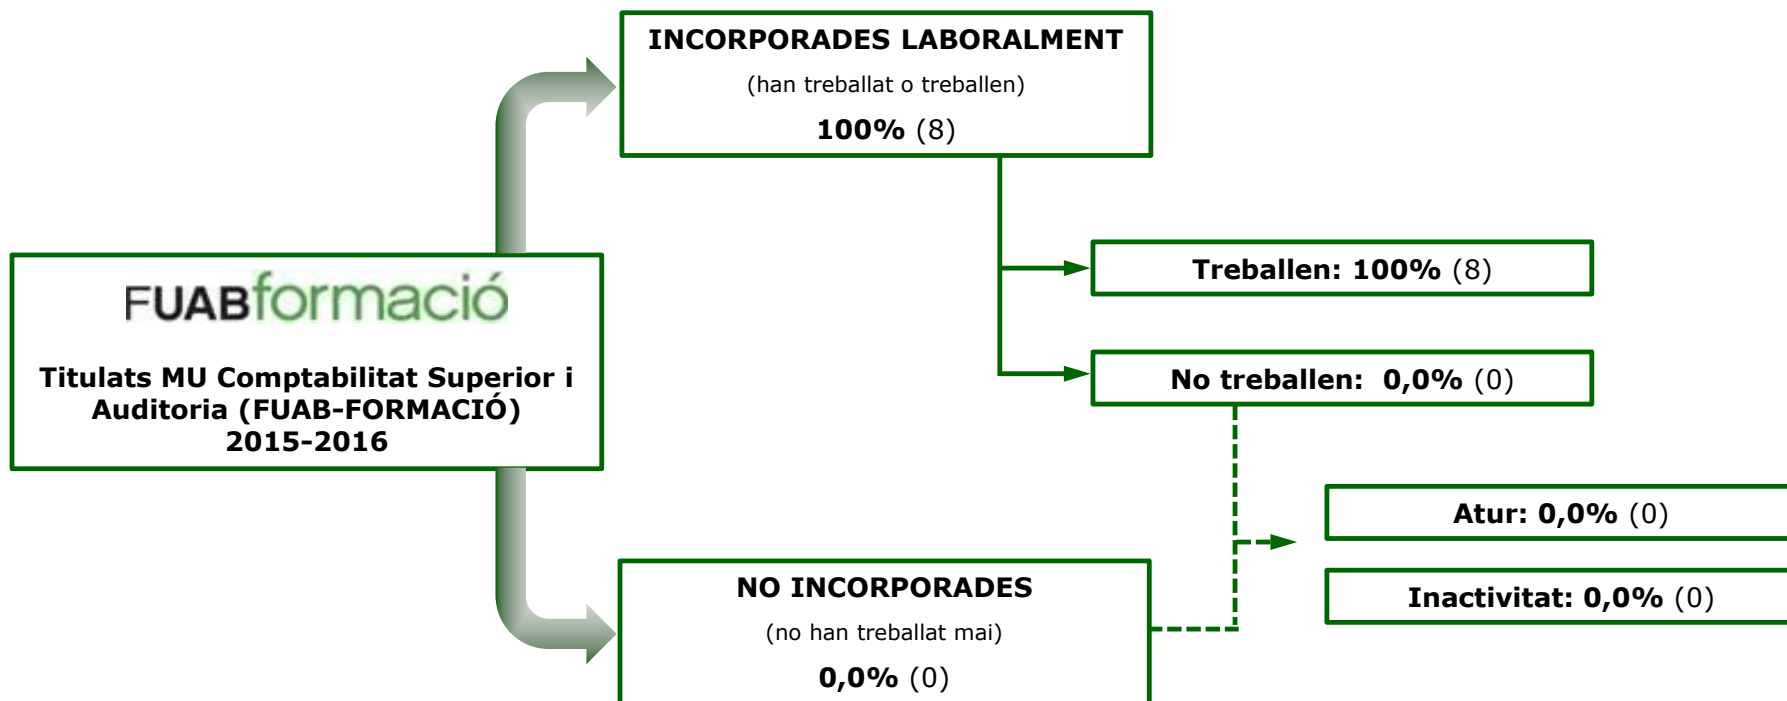 INCORPORADES LABORALMENT
(han treballat o treballen)
100% (8)
Treballen: 100% (8)
FUABformació
Titulats MU Comptabilitat Superior i
Auditoria (FUAB-FORMACIÓ)
2015-2016
No treballen: 0,0% (0)
Atur: 0,0% (0)
Inactivitat: 0,0% (0)
NO INCORPORADES
(no han treballat mai)
0,0% (0)